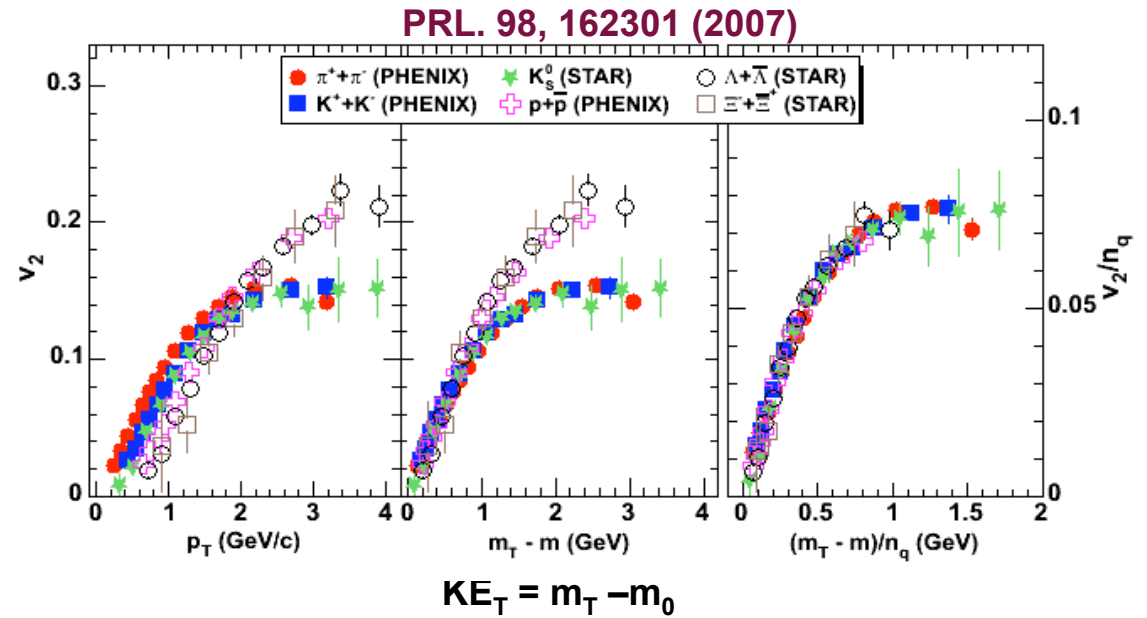 PRL. 98, 162301 (2007)
π⁺+π⁻ (PHENIX) K⁰ₛ (STAR) Λ+Λ̅ (STAR)
K⁺+K⁻ (PHENIX) p+p̅ (PHENIX) Ξ⁻+Ξ̅⁺ (STAR)
v₂
0.3
0.2
0.1
0
0 1 2 3 4
p_T (GeV/c)
0 1 2 3 4
m_T - m (GeV)
0 0.5 1 1.5 2
(m_T - m)/n_q (GeV)
0.1
0.05
0
v₂/n_q
KE_T = m_T –m₀